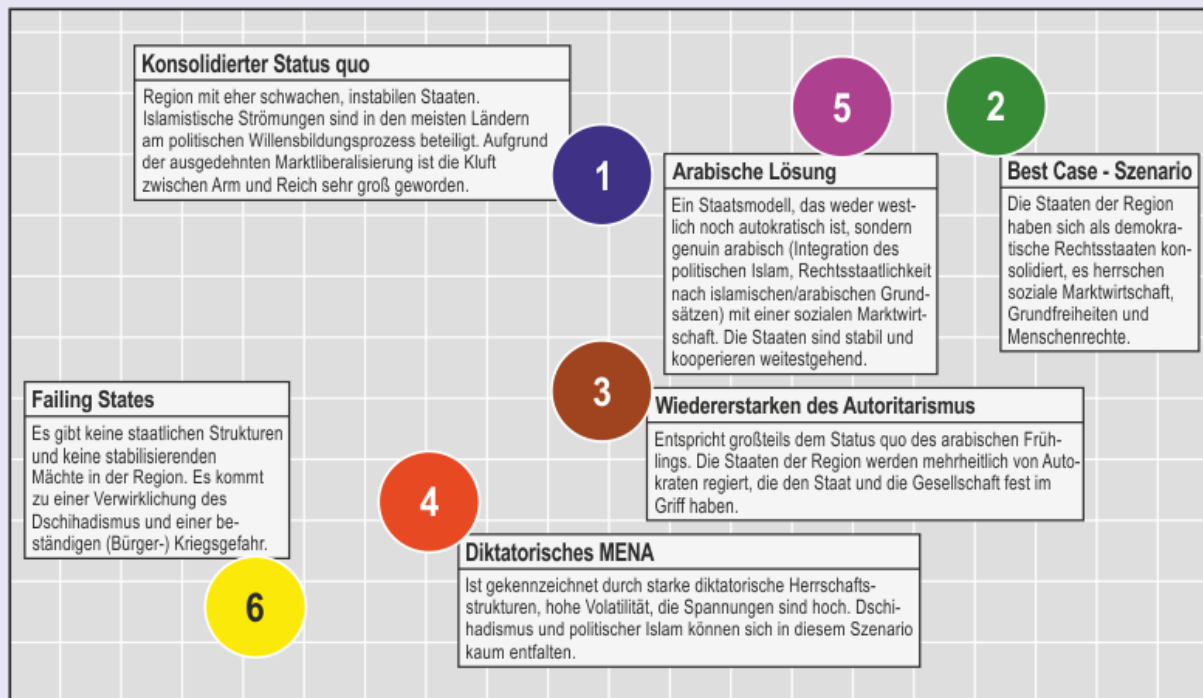 Konsolidierter Status quo
Region mit eher schwachen, instabilen Staaten.
Islamistische Strömungen sind in den meisten Ländern
am politischen Willensbildungsprozess beteiligt. Aufgrund
der ausgedehnten Marktliberalisierung ist die Kluft
zwischen Arm und Reich sehr groß geworden.
1
5
Arabische Lösung
Ein Staatsmodell, das weder west-
lich noch autokratisch ist, sondern
genuin arabisch (Integration des
politischen Islam, Rechtsstaatlichkeit
nach islamischen/arabischen Grund-
sätzen) mit einer sozialen Marktwirt-
schaft. Die Staaten sind stabil und
kooperieren weitestgehend.
2
Best Case - Szenario
Die Staaten der Region
haben sich als demokra-
tische Rechtsstaaten kon-
solidiert, es herrschen
soziale Marktwirtschaft,
Grundfreiheiten und
Menschenrechte.
3
Wiedererstarken des Autoritarismus
Entspricht großteils dem Status quo des arabischen Früh-
lings. Die Staaten der Region werden mehrheitlich von Auto-
kraten regiert, die den Staat und die Gesellschaft fest im
Griff haben.
Failing States
Es gibt keine staatlichen Strukturen
und keine stabilisierenden
Mächte in der Region. Es kommt
zu einer Verwirklichung des
Dschihadismus und einer be-
ständigen (Bürger-) Kriegsgefahr.
6
4
Diktatorisches MENA
Ist gekennzeichnet durch starke diktatorische Herrschafts-
strukturen, hohe Volatilität, die Spannungen sind hoch. Dschi-
hadismus und politischer Islam können sich in diesem Szenario
kaum entfalten.